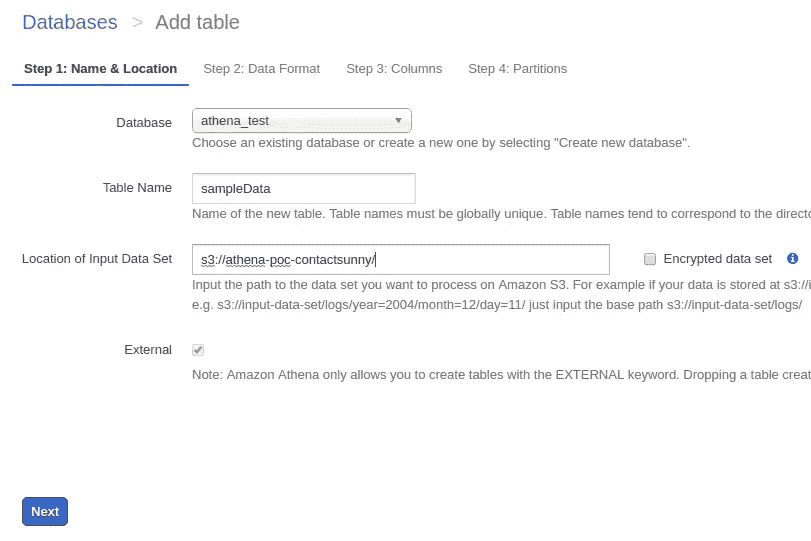 Databases > Add table
Step 1: Name & Location Step 2: Data Format Step 3: Columns Step 4: Partitions
Database athena_test
Choose an existing database or create a new one by selecting "Create new database".
Table Name sampleData
Name of the new table. Table names must be globally unique. Table names tend to correspond to the directo
Location of Input Data Set s3://athena-poc-contactsunny/ Encrypted data set
Input the path to the data set you want to process on Amazon S3. For example if your data is stored at s3://i
e.g. s3://input-data-set/logs/year=2004/month=12/day=11/ just input the base path s3://input-data-set/logs/
External
Note: Amazon Athena only allows you to create tables with the EXTERNAL keyword. Dropping a table creat
Next